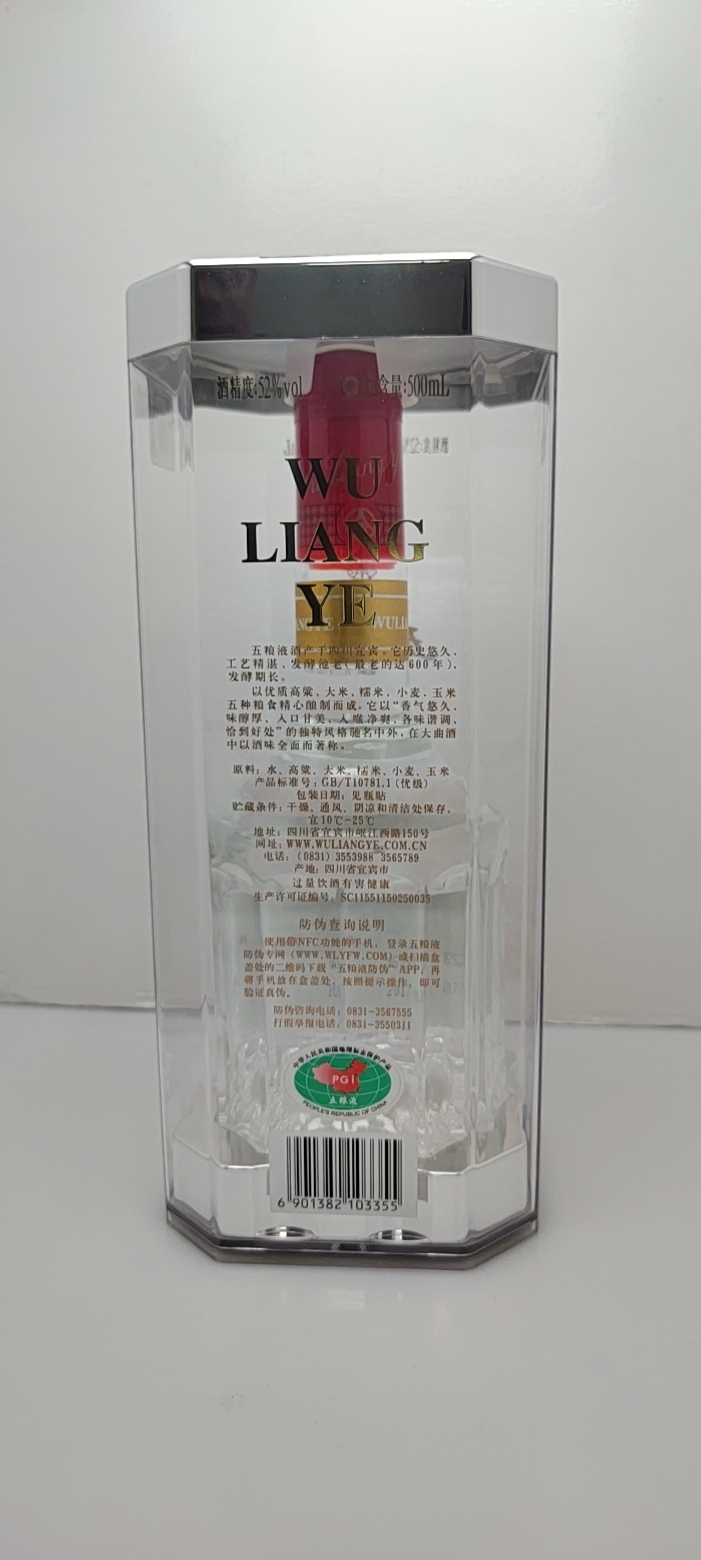 酒精度:52%vol 含量:500mL
WU
LIANG
YE
五粮液酒产于四川宜宾。它历史悠久,
工艺精湛、发酵池老(最老的达600年)、
发酵期长。
以优质高粱、大米、糯米、小麦、玉米
五种粮食精心酿制而成。它以“香气悠久、
味醇厚、入口甘美、入喉净爽、各味谐调、
恰到好处”的独特风格驰名中外,在大曲酒
中以酒味全面而著称。
原料:水、高粱、大米、糯米、小麦、玉米
产品标准号:GB/T10781.1(优级)
包装日期:见瓶贴
贮藏条件:干燥、通风、阴凉和清洁处保存,
宜10℃-25℃
地址:四川省宜宾市岷江西路150号
网址:WWW.WULIANGYE.COM.CN
电话:(0831)3553988 3565789
产地:四川省宜宾市
过量饮酒有害健康
生产许可证编号:SC11551150250035
防伪查询说明
使用带NFC功能的手机,登录五粮液
防伪专网(WWW.WLYFW.COM)或扫描盒
盖处的二维码下载“五粮液防伪”APP,再
将手机放在盒盖处,按照提示操作,即可
验证真伪。
防伪咨询电话:0831-3567555
打假举报电话:0831-3550311
中华人民共和国地理标志保护产品
PGI
五粮液
PEOPLE'S REPUBLIC OF CHINA
6 901382 103355